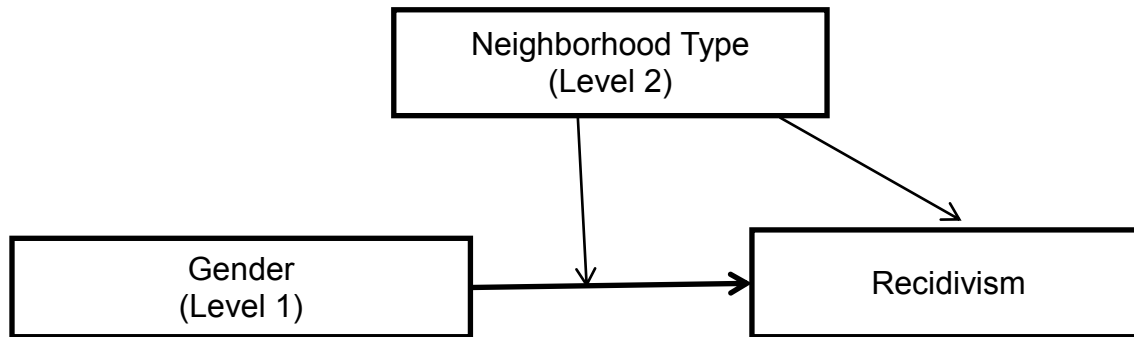 Neighborhood Type
(Level 2)
Gender
(Level 1)
Recidivism